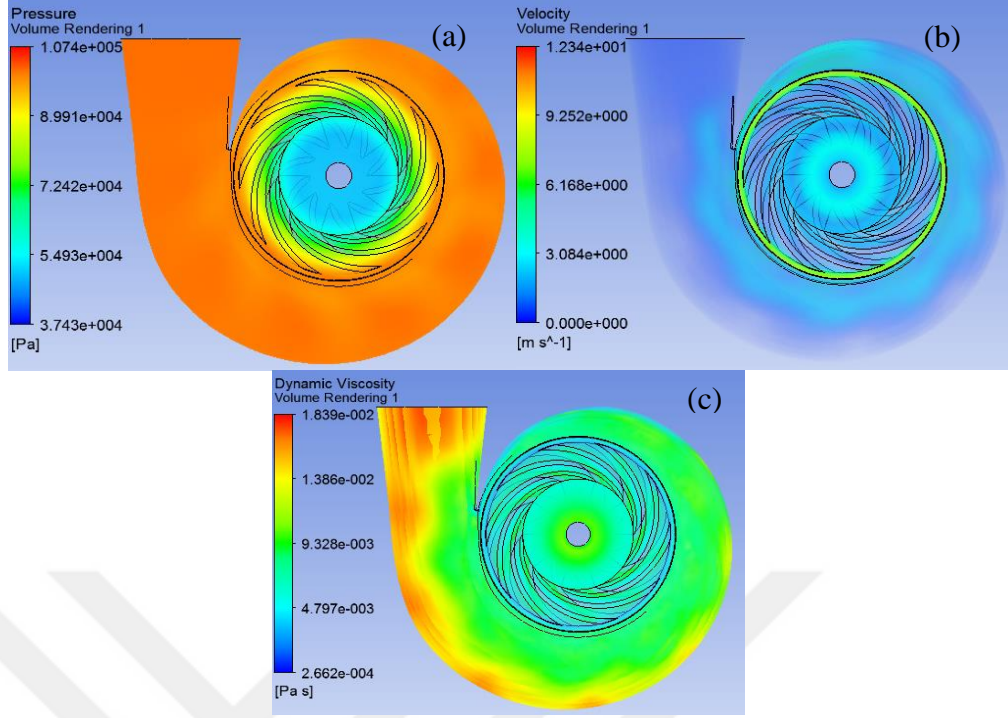 Pressure
Volume Rendering 1
1.074e+005
8.991e+004
7.242e+004
5.493e+004
3.743e+004
[Pa]
(a)
Velocity
Volume Rendering 1
1.234e+001
9.252e+000
6.168e+000
3.084e+000
0.000e+000
[m s^-1]
(b)
Dynamic Viscosity
Volume Rendering 1
1.839e-002
1.386e-002
9.328e-003
4.797e-003
2.662e-004
[Pa s]
(c)